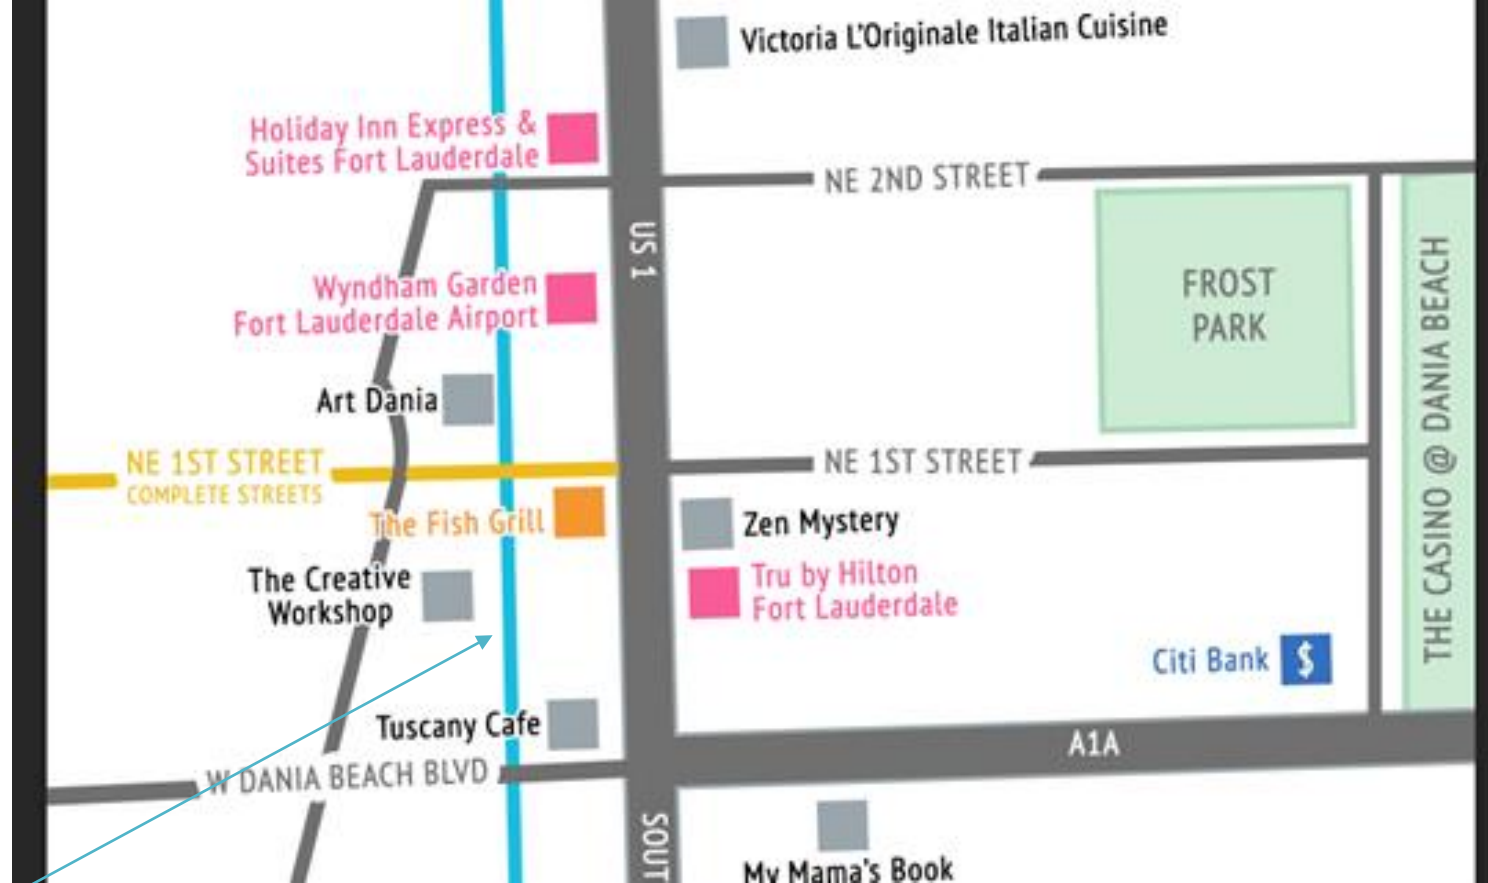 Victoria L'Originale Italian Cuisine
Holiday Inn Express &
Suites Fort Lauderdale
NE 2ND STREET
US 1
Wyndham Garden
Fort Lauderdale Airport
FROST
PARK
THE CASINO @ DANIA BEACH
Art Dania
NE 1ST STREET
COMPLETE STREETS
NE 1ST STREET
The Fish Grill
Zen Mystery
The Creative
Workshop
Tru by Hilton
Fort Lauderdale
Citi Bank $
Tuscany Cafe
A1A
W DANIA BEACH BLVD
SOUT
My Mama's Book